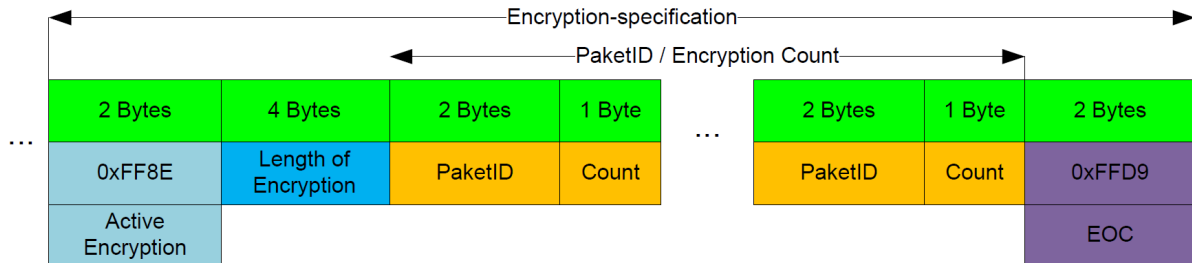 Encryption-specification
PaketID / Encryption Count
2 Bytes 4 Bytes 2 Bytes 1 Byte ... 2 Bytes 1 Byte 2 Bytes
...
0xFF8E Length of Encryption PaketID Count PaketID Count 0xFFD9
Active Encryption EOC